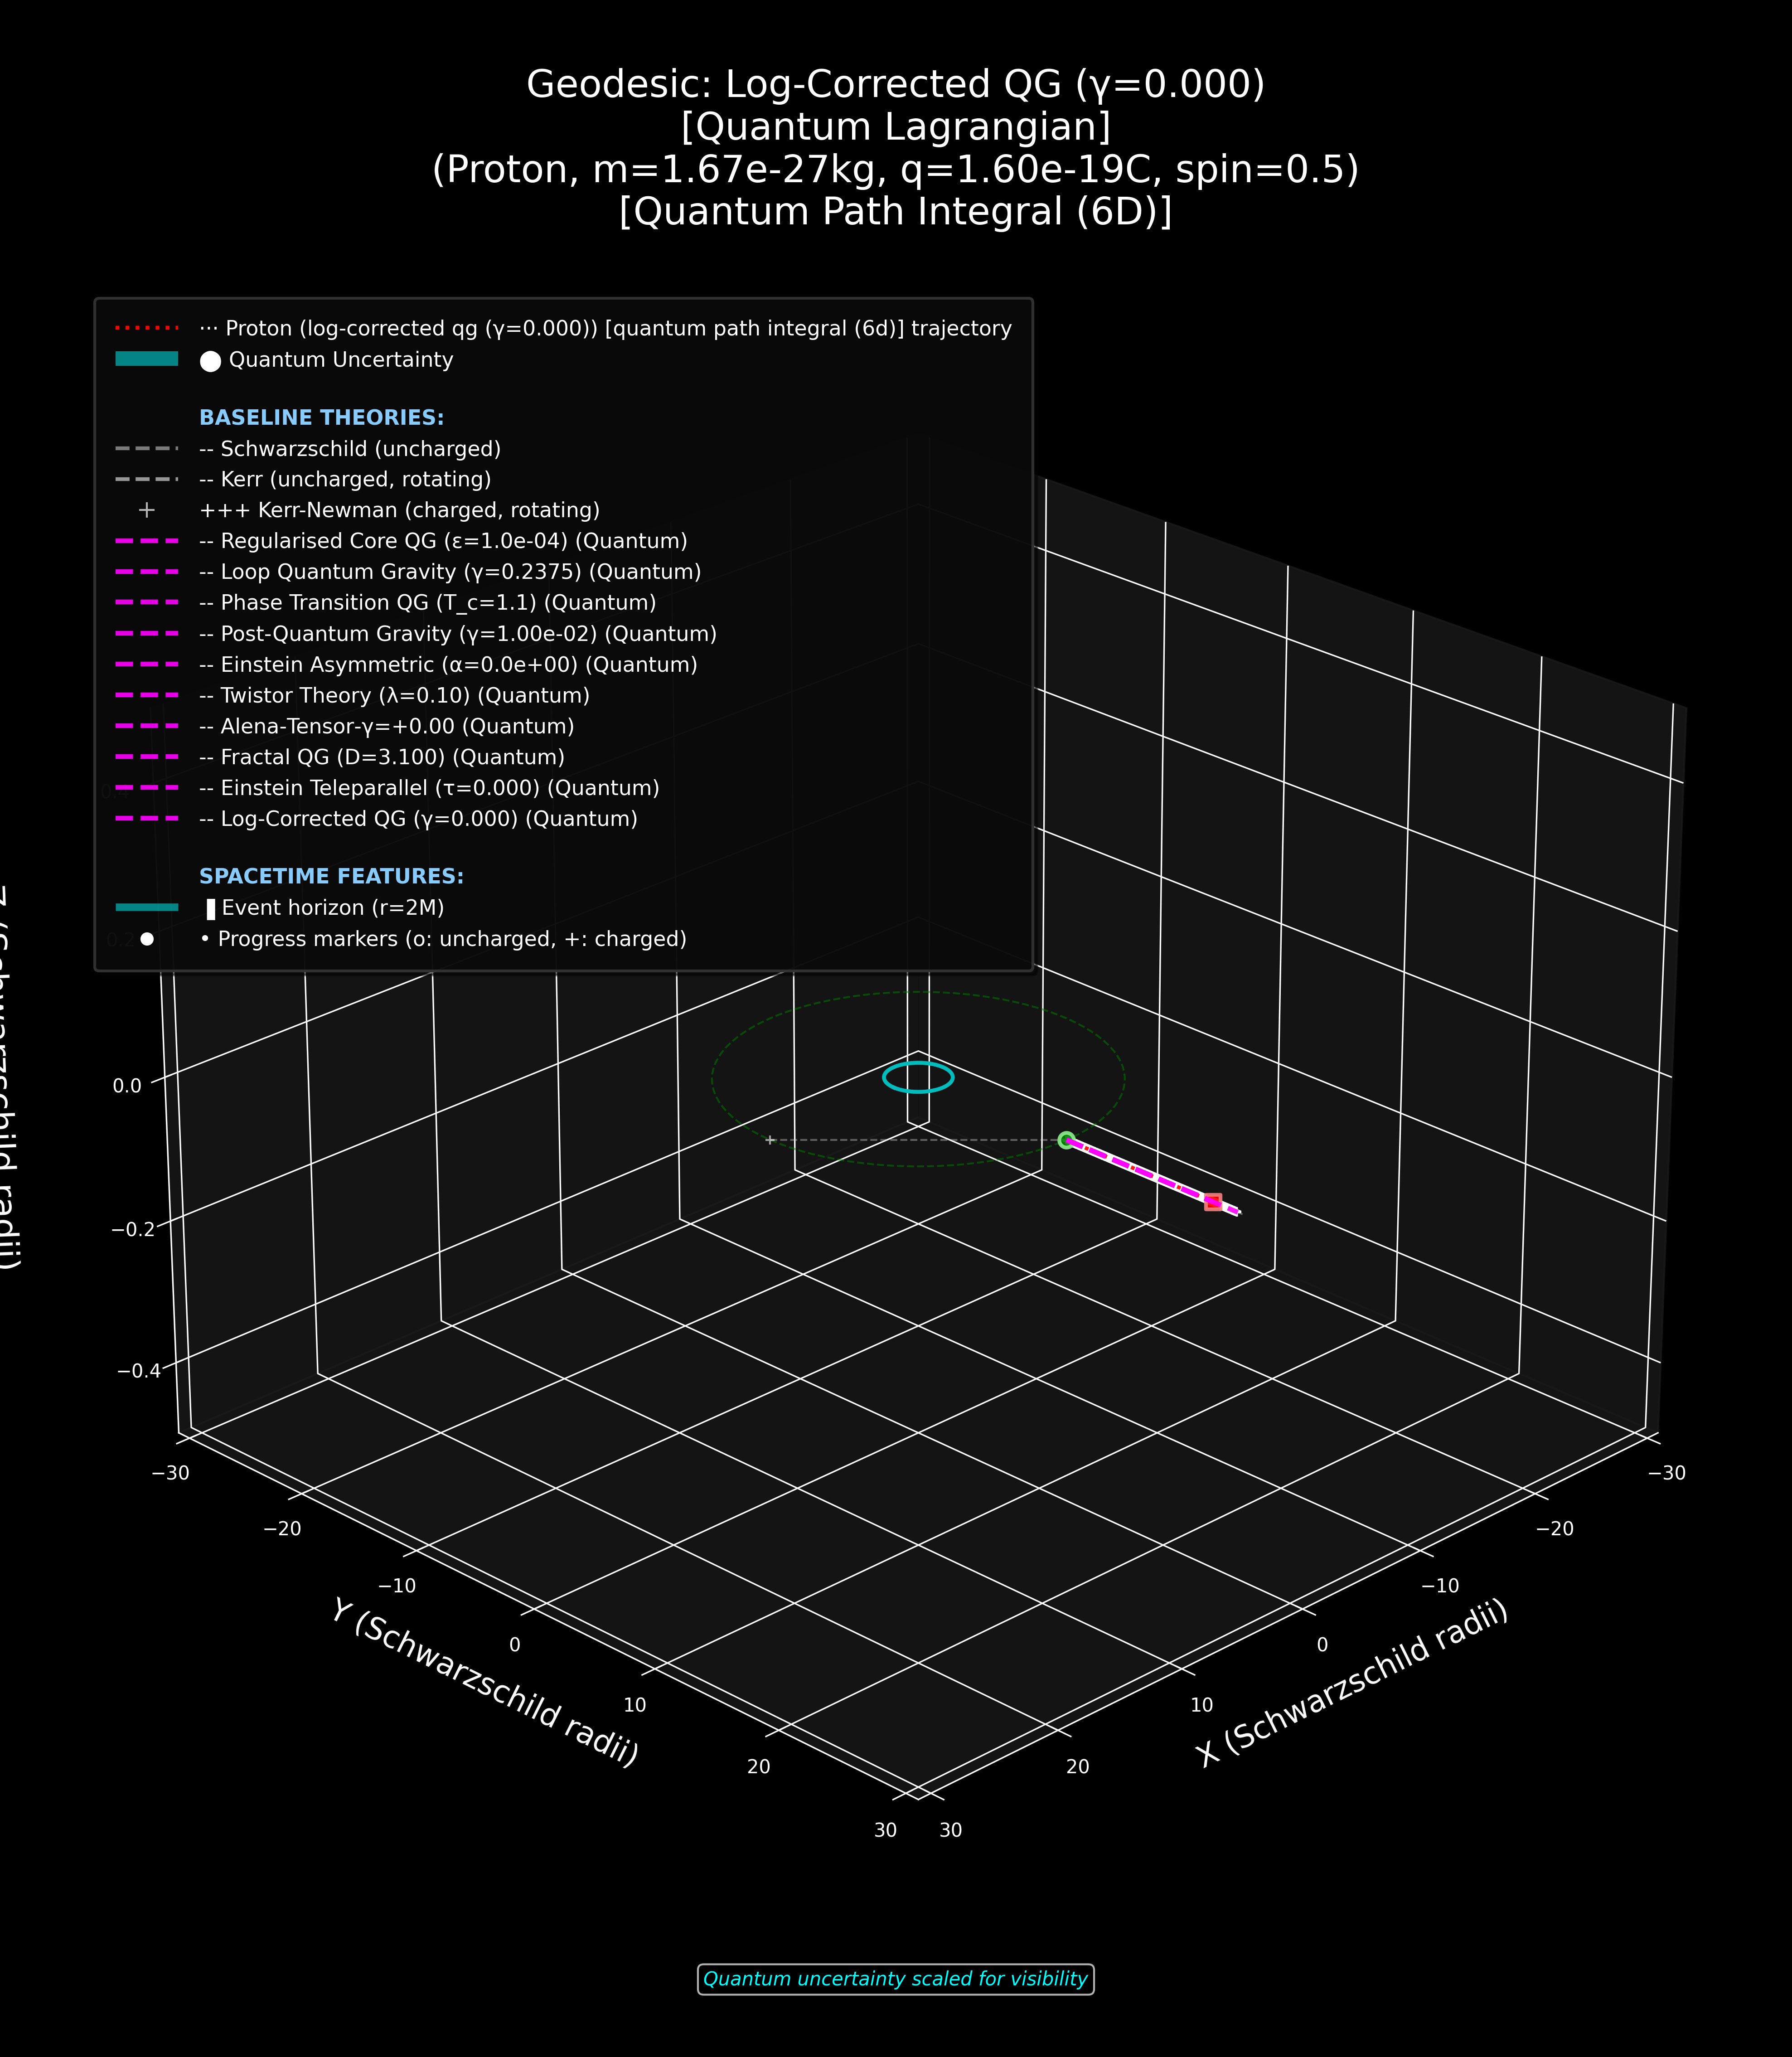 Geodesic: Log-Corrected QG (γ=0.000)
[Quantum Lagrangian]
(Proton, m=1.67e-27kg, q=1.60e-19C, spin=0.5)
[Quantum Path Integral (6D)]
··· Proton (log-corrected qg (γ=0.000)) [quantum path integral (6d)] trajectory
⬤ Quantum Uncertainty
BASELINE THEORIES:
-- Schwarzschild (uncharged)
-- Kerr (uncharged, rotating)
+++ Kerr-Newman (charged, rotating)
-- Regularised Core QG (ε=1.0e-04) (Quantum)
-- Loop Quantum Gravity (γ=0.2375) (Quantum)
-- Phase Transition QG (T_c=1.1) (Quantum)
-- Post-Quantum Gravity (γ=1.00e-02) (Quantum)
-- Einstein Asymmetric (α=0.0e+00) (Quantum)
-- Twistor Theory (λ=0.10) (Quantum)
-- Alena-Tensor-γ=+0.00 (Quantum)
-- Fractal QG (D=3.100) (Quantum)
-- Einstein Teleparallel (τ=0.000) (Quantum)
-- Log-Corrected QG (γ=0.000) (Quantum)
SPACETIME FEATURES:
▌Event horizon (r=2M)
• Progress markers (o: uncharged, +: charged)
0.2
0.0
−0.2
−0.4
−30
−20
−10
0
10
20
30
Y (Schwarzschild radii)
30
20
10
0
−10
−20
−30
X (Schwarzschild radii)
Quantum uncertainty scaled for visibility